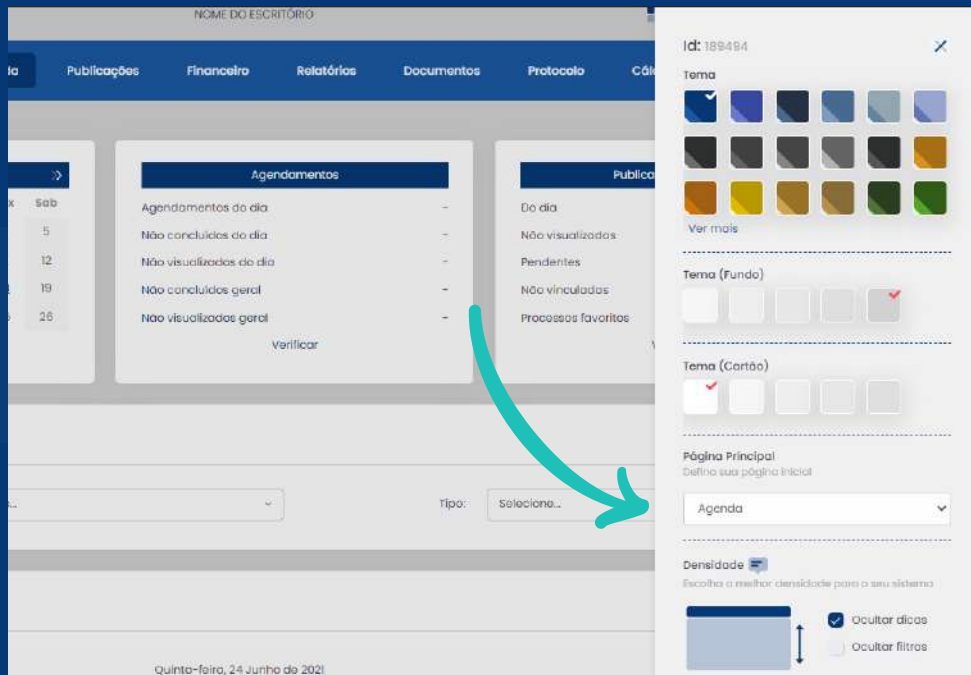 NOME DO ESCRITÓRIO
Publicações
Financeiro
Relatórios
Documentos
Protocolo
Sab
5
12
19
26
Agendamentos
Agendamentos do dia -
Não concluídos do dia -
Não visualizados do dia -
Não concluídos geral -
Não visualizados geral -
Verificar
Do dia
Não visualizados
Pendentes
Não vinculados
Processos favoritos
Tipo:
Selecione...
Quinta-feira, 24 Junho de 2021
Id: 189494
Tema
Ver mais
Tema (Fundo)
Tema (Cartão)
Página Principal
Defina sua página inicial
Agenda
Densidade
Escolha a melhor densidade para o seu sistema
Ocultar dicas
Ocultar filtros